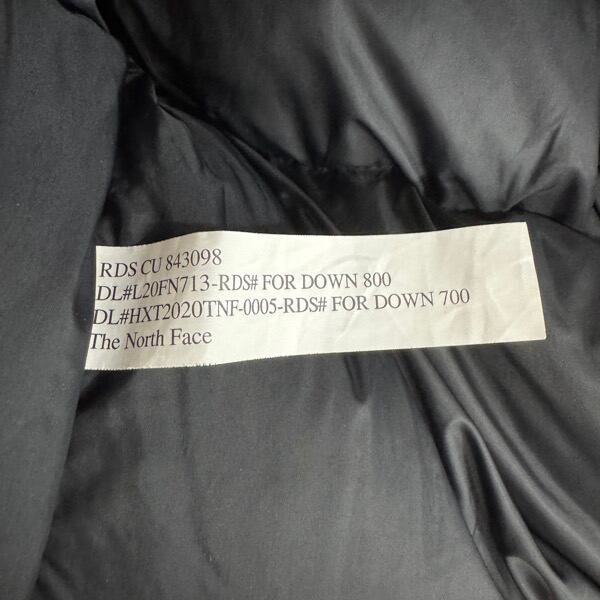 RDS CU 843098
DL#L20FN713-RDS# FOR DOWN 800
DL#HXT2020TNF-0005-RDS# FOR DOWN 700
The North Face